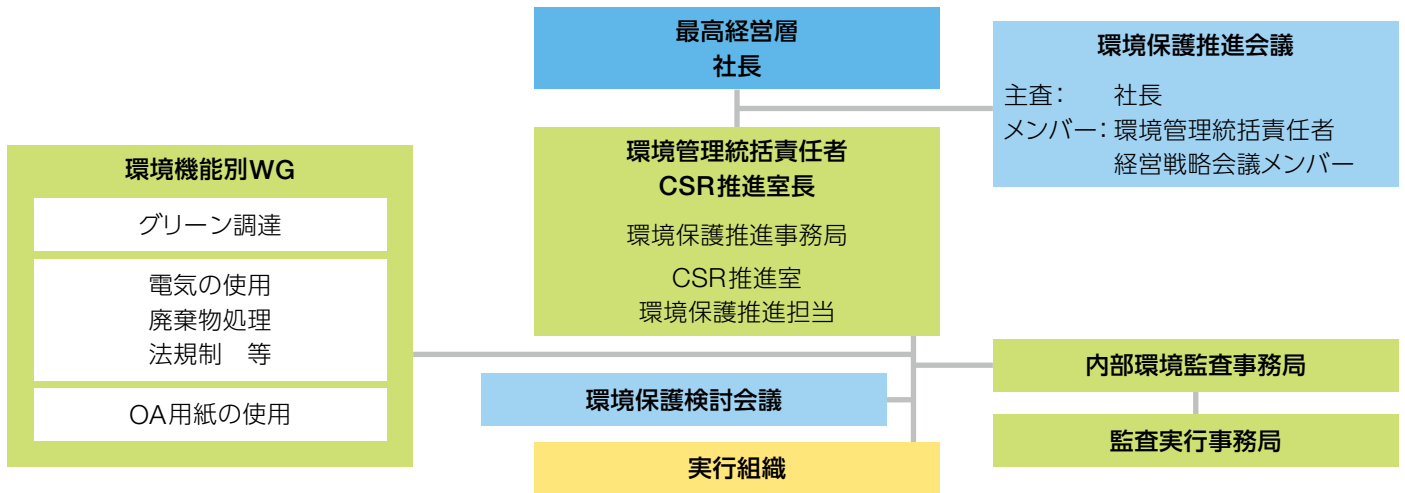 最高経営層
社長
環境保護推進会議
主査： 社長
メンバー：環境管理統括責任者
経営戦略会議メンバー
環境管理統括責任者
CSR推進室長
環境保護推進事務局
CSR推進室
環境保護推進担当
環境機能別WG
グリーン調達
電気の使用
廃棄物処理
法規制　等
OA用紙の使用
内部環境監査事務局
環境保護検討会議
監査実行事務局
実行組織